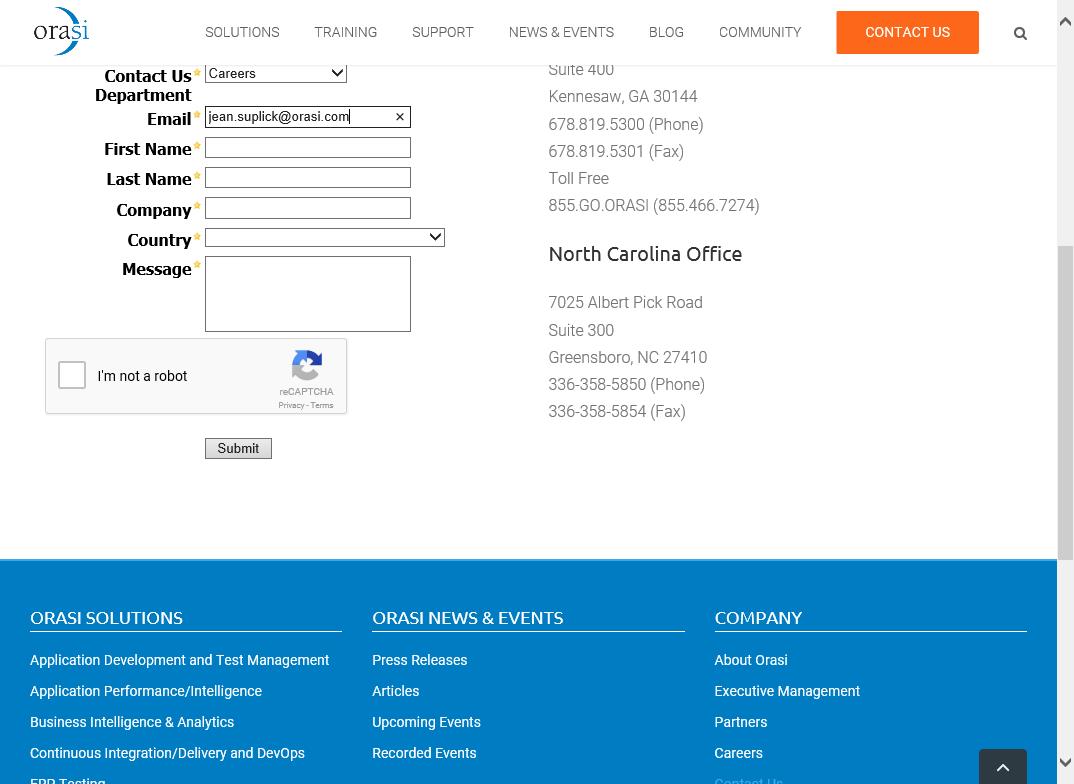 orasi
SOLUTIONS
TRAINING
SUPPORT
NEWS & EVENTS
BLOG
COMMUNITY
CONTACT US
Contact Us
Department
Careers
Email
jean.suplick@orasi.com
First Name
Last Name
Company
Country
Message
I'm not a robot
reCAPTCHA
Privacy - Terms
Submit
Suite 400
Kennesaw, GA 30144
678.819.5300 (Phone)
678.819.5301 (Fax)
Toll Free
855.GO.ORASI (855.466.7274)
North Carolina Office
7025 Albert Pick Road
Suite 300
Greensboro, NC 27410
336-358-5850 (Phone)
336-358-5854 (Fax)
ORASI SOLUTIONS
Application Development and Test Management
Application Performance/Intelligence
Business Intelligence & Analytics
Continuous Integration/Delivery and DevOps
ERP Testing
ORASI NEWS & EVENTS
Press Releases
Articles
Upcoming Events
Recorded Events
COMPANY
About Orasi
Executive Management
Partners
Careers
Contact Us